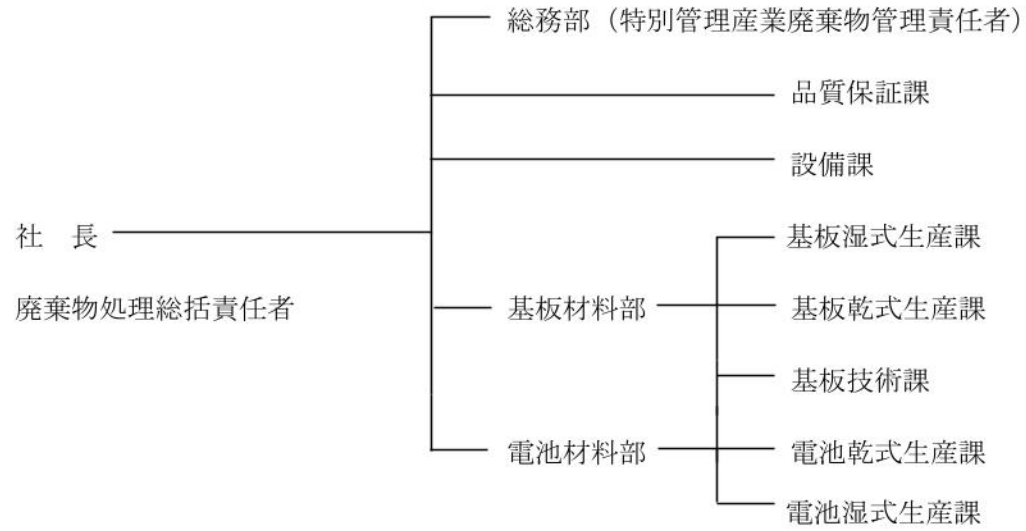 総務部（特別管理産業廃棄物管理責任者）
品質保証課
設備課
社　長
基板湿式生産課
廃棄物処理総括責任者
基板材料部
基板乾式生産課
基板技術課
電池材料部
電池乾式生産課
電池湿式生産課